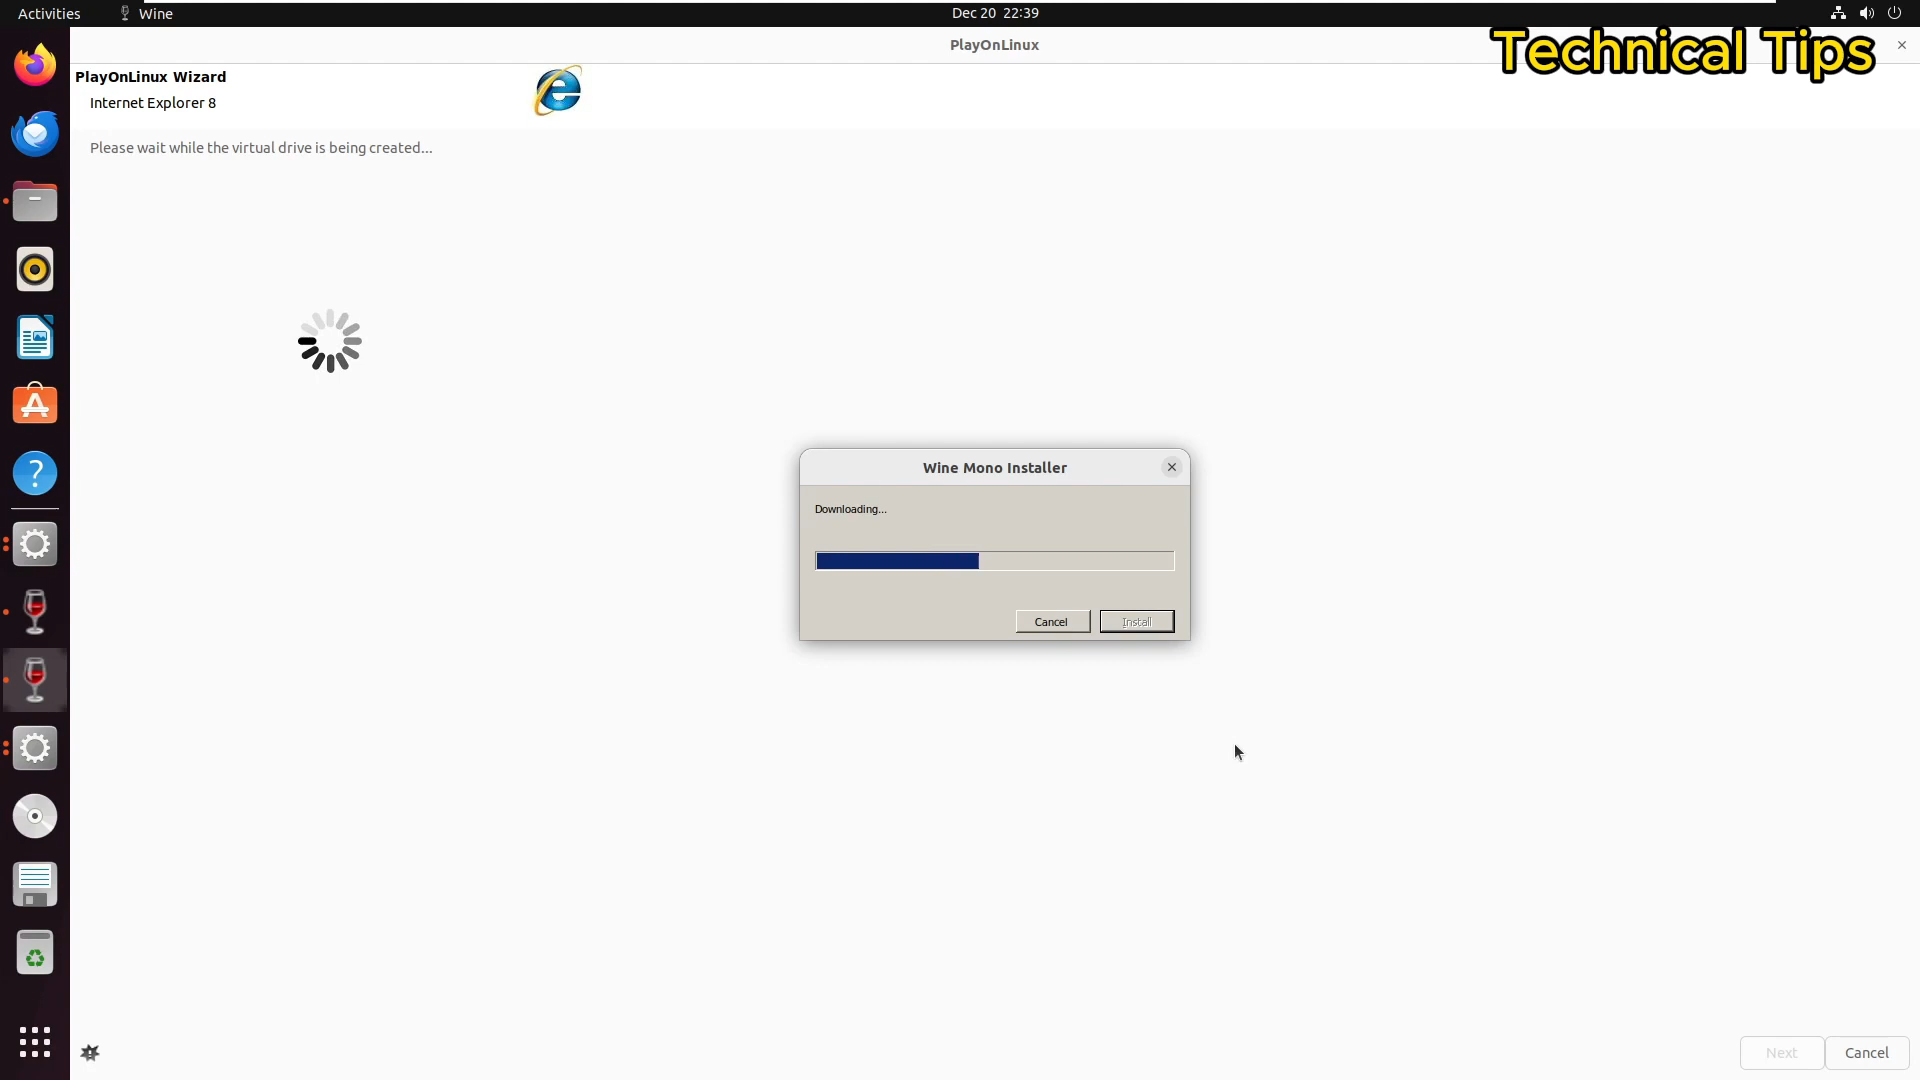 Activities
Wine
Dec 20 22:39
PlayOnLinux
Technical Tips
PlayOnLinux Wizard
Internet Explorer 8
Please wait while the virtual drive is being created...
Wine Mono Installer
Downloading...
Cancel
Install
Next
Cancel